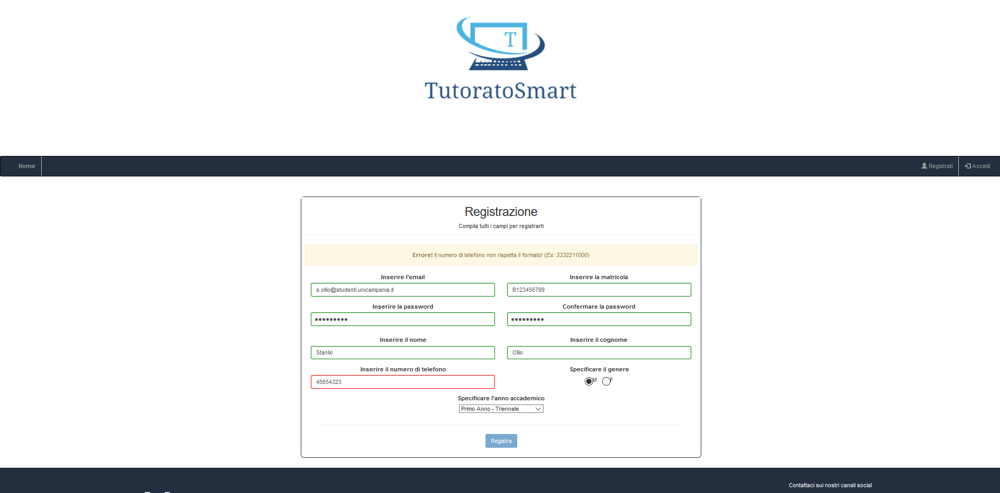 T
TutoratoSmart
Home
Registrati
Accedi
Registrazione
Compila tutti i campi per registrarti
Errore! Il numero di telefono non rispetta il formato! (Es: 3332211000)
Inserire l'email
Inserire la matricola
s.ollio@studenti.unicampania.it
B123456789
Inserire la password
Confermare la password
●●●●●●●●●
●●●●●●●●●
Inserire il nome
Inserire il cognome
Stanlio
Ollio
Inserire il numero di telefono
Specificare il genere
45654323
M F
Specificare l'anno accademico
Primo Anno - Triennale
Registra
Contattaci sui nostri canali social